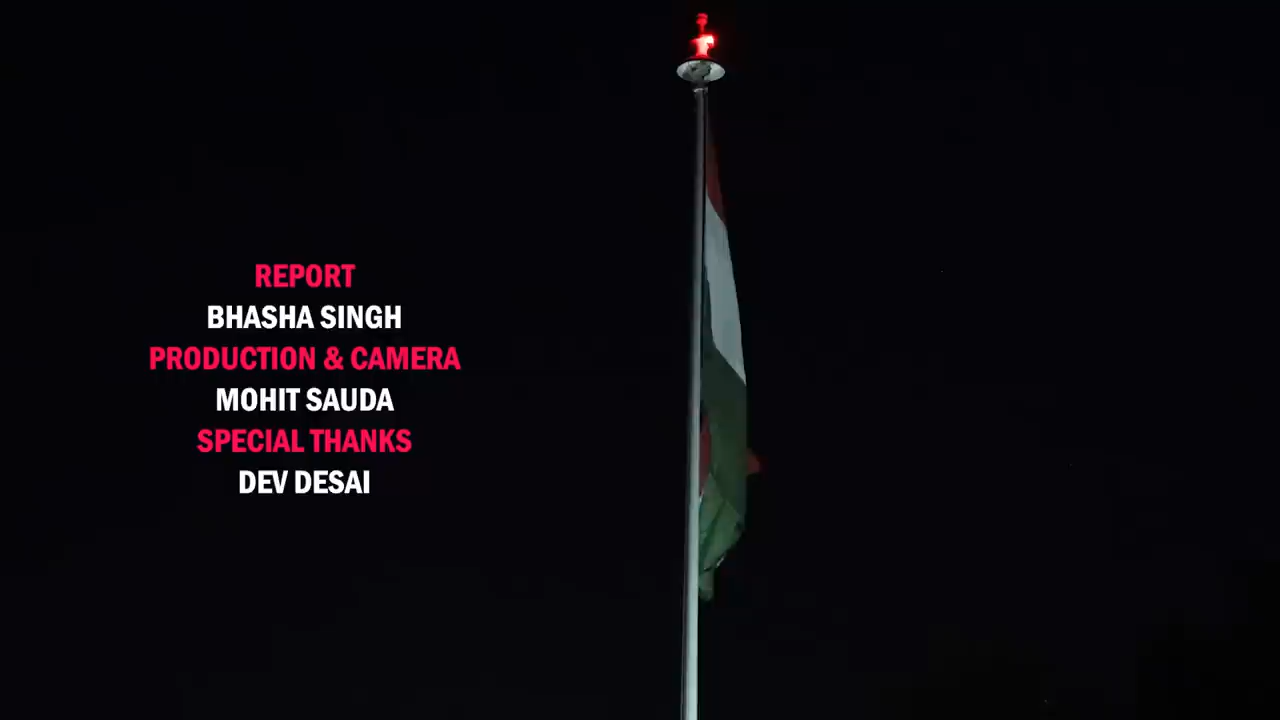 REPORT
BHASHA SINGH
PRODUCTION & CAMERA
MOHIT SAUDA
SPECIAL THANKS
DEV DESAI